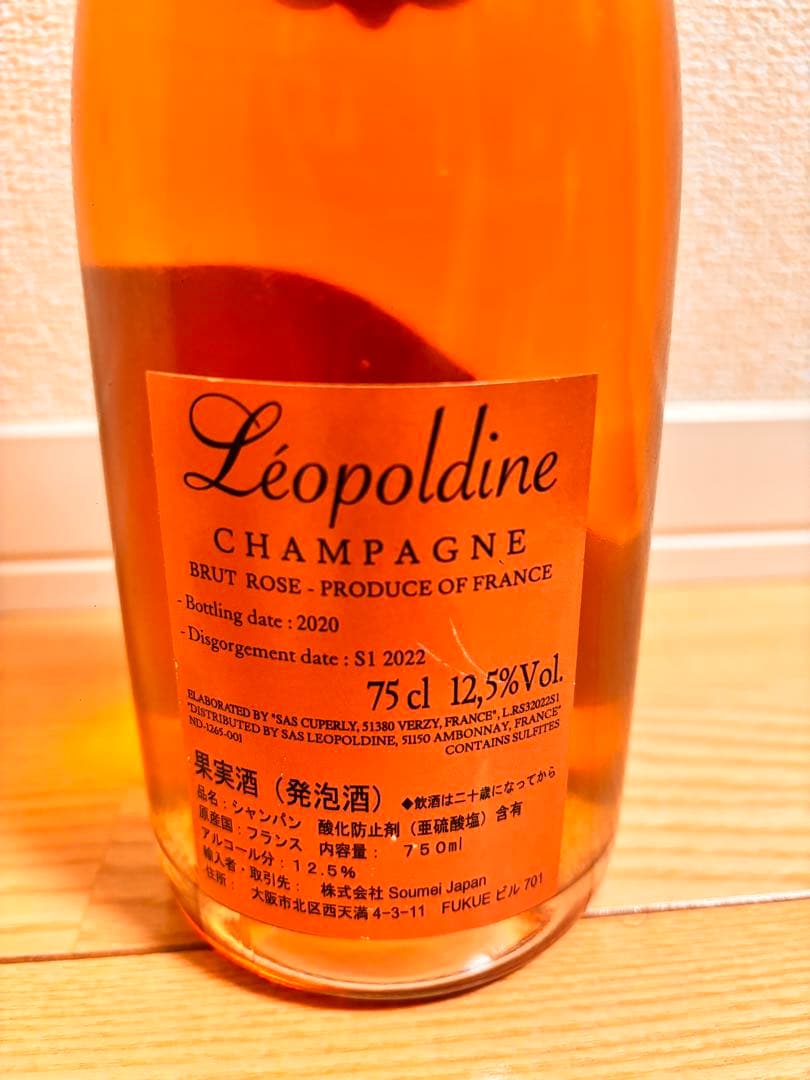 Léopoldine
CHAMPAGNE
BRUT ROSE - PRODUCE OF FRANCE
- Bottling date : 2020
- Disgorgement date : S1 2022
75 cl 12,5%Vol.
ELABORATED BY "SAS CUPERLY, 51380 VERZY, FRANCE", L.RS32022S1
"DISTRIBUTED BY SAS LEOPOLDINE, 51150 AMBONNAY, FRANCE"
ND-1265-001 CONTAINS SULFITES
果実酒（発泡酒） ◆飲酒は二十歳になってから
品名：シャンパン 酸化防止剤（亜硫酸塩）含有
原産国：フランス 内容量： 750ml
アルコール分：12.5%
輸入者・取引先： 株式会社 Soumei Japan
住所： 大阪市北区西天満 4-3-11 FUKUE ビル 701